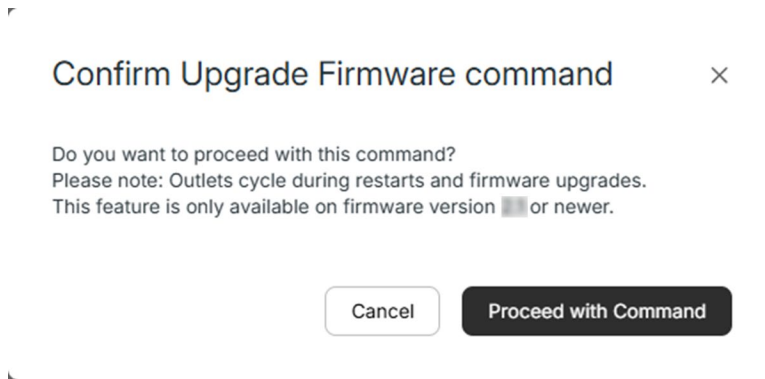 Confirm Upgrade Firmware command
Do you want to proceed with this command?
Please note: Outlets cycle during restarts and firmware upgrades.
This feature is only available on firmware version or newer.
Cancel
Proceed with Command